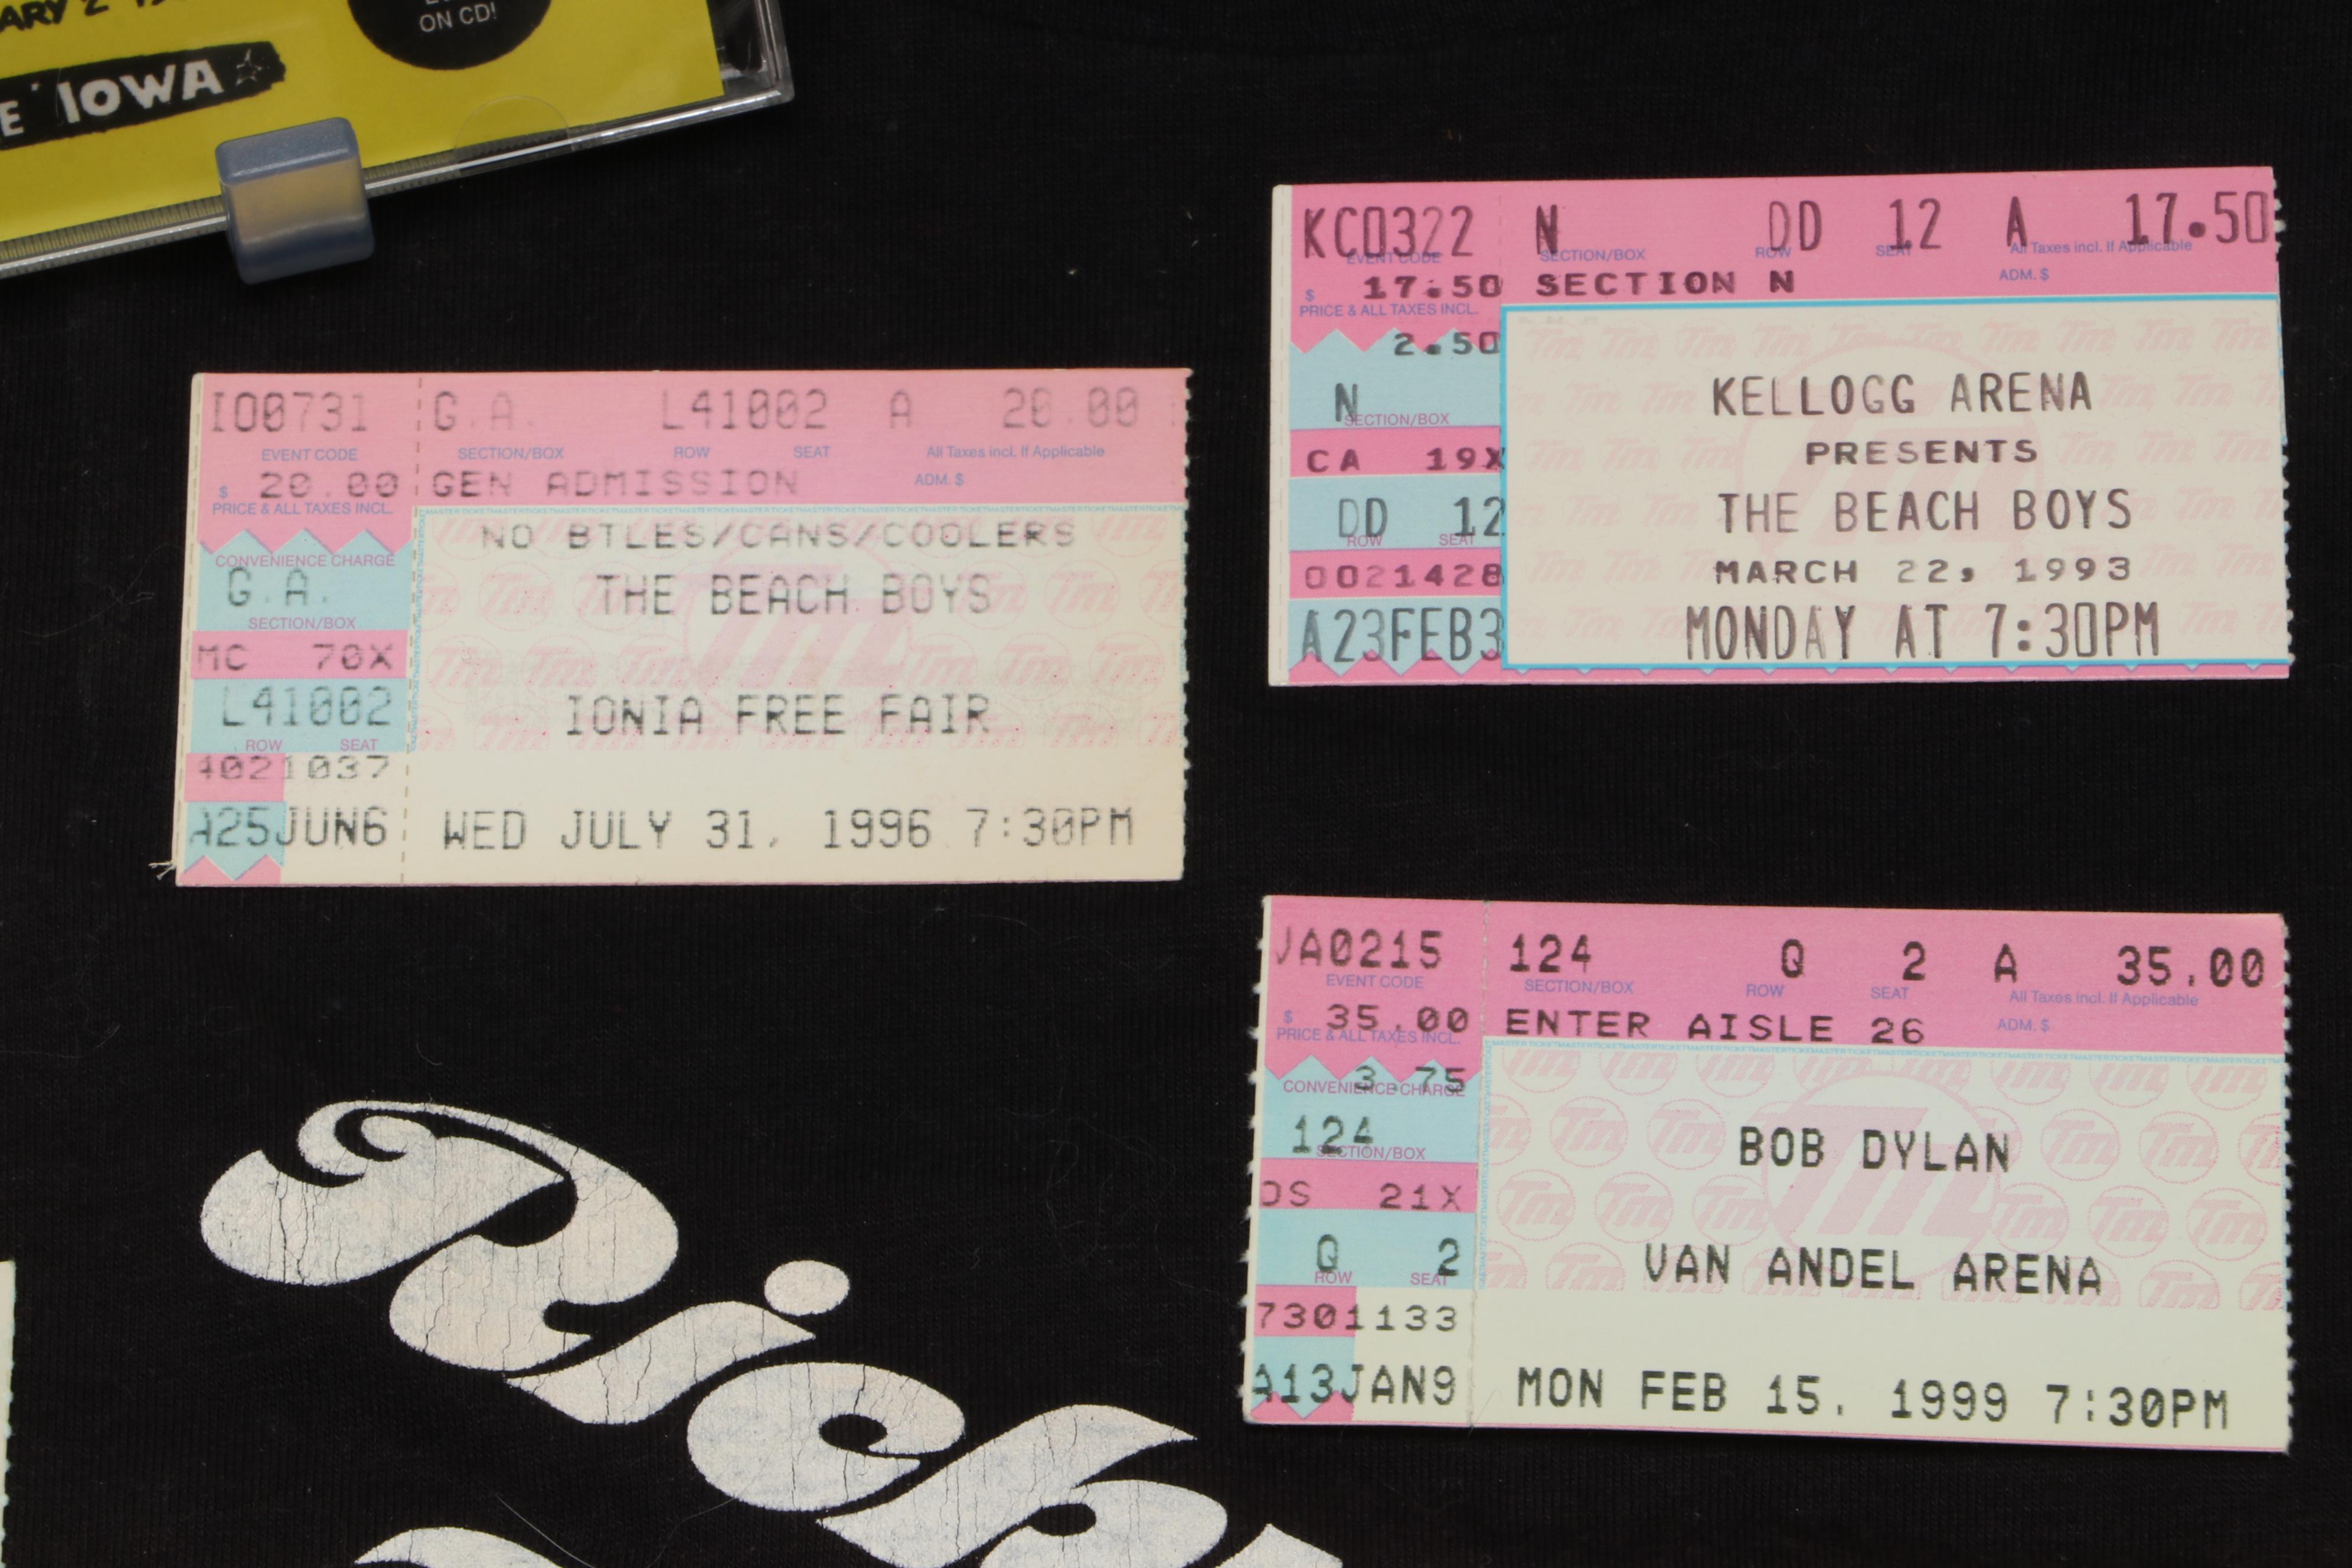 ON CD!
IOWA
IO0731 G.A. L41002 A 20.00
EVENT CODE SECTION/BOX ROW SEAT All Taxes incl. If Applicable
$ 20.00 GEN ADMISSION ADM. $
PRICE & ALL TAXES INCL.
NO BTLES/CANS/COOLERS
CONVENIENCE CHARGE
G.A. THE BEACH BOYS
SECTION/BOX
MC 70X
L41002 IONIA FREE FAIR
ROW SEAT
4021037
A25JUN6 WED JULY 31, 1996 7:30PM
KC0322 N DD 12 A 17.50
EVENT CODE SECTION/BOX ROW SEAT All Taxes incl. If Applicable
$ 17.50 SECTION N ADM. $
PRICE & ALL TAXES INCL.
2.50
N KELLOGG ARENA
SECTION/BOX
CA 19X PRESENTS
DD 12 THE BEACH BOYS
ROW SEAT
0021428 MARCH 22, 1993
A23FEB3 MONDAY AT 7:30PM
VA0215 124 Q 2 A 35.00
EVENT CODE SECTION/BOX ROW SEAT All Taxes incl. If Applicable
$ 35.00 ENTER AISLE 26 ADM. $
PRICE & ALL TAXES INCL.
3.75
CONVENIENCE CHARGE
124 BOB DYLAN
SECTION/BOX
DS 21X
Q 2 VAN ANDEL ARENA
ROW SEAT
7301133
A13JAN9 MON FEB 15, 1999 7:30PM